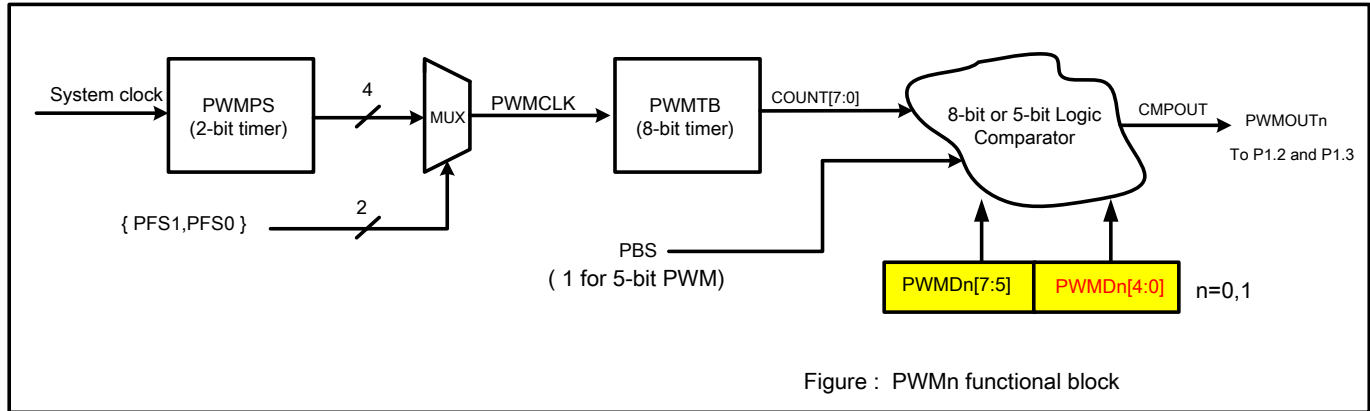 System clock
PWMPS
(2-bit timer)
4
MUX
PWMCLK
PWMTB
(8-bit timer)
COUNT[7:0]
8-bit or 5-bit Logic
Comparator
CMPOUT
PWMOUTn
To P1.2 and P1.3
{ PFS1,PFS0 }
2
PBS
( 1 for 5-bit PWM)
PWMDn[7:5]
PWMDn[4:0]
n=0,1
Figure : PWMn functional block